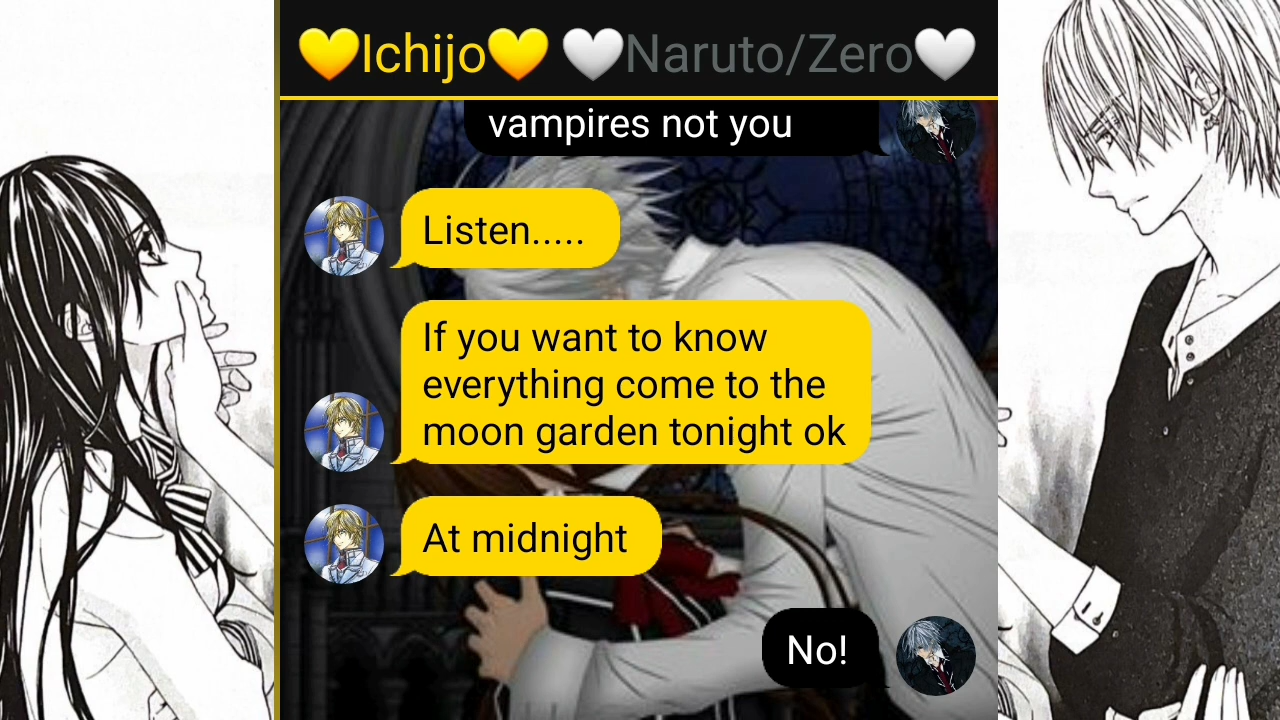 💛Ichijo💛 🤍Naruto/Zero🤍
vampires not you
Listen.....
If you want to know
everything come to the
moon garden tonight ok
At midnight
No!